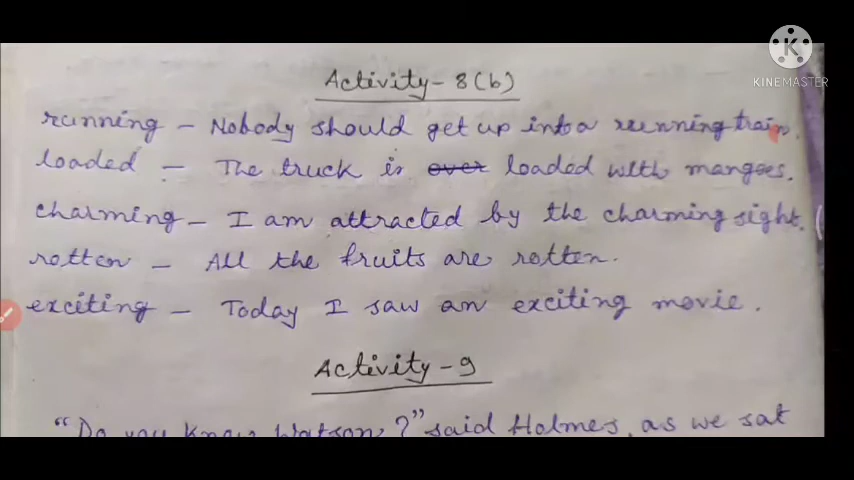 KINEMASTER
Activity - 8(b)
running - Nobody should get up into a running train.
loaded - The truck is over loaded with mangoes.
charming - I am attracted by the charming sight.
rotten - All the fruits are rotten.
exciting - Today I saw an exciting movie.
Activity - 9
"Do you know Watson?" said Holmes, as we sat